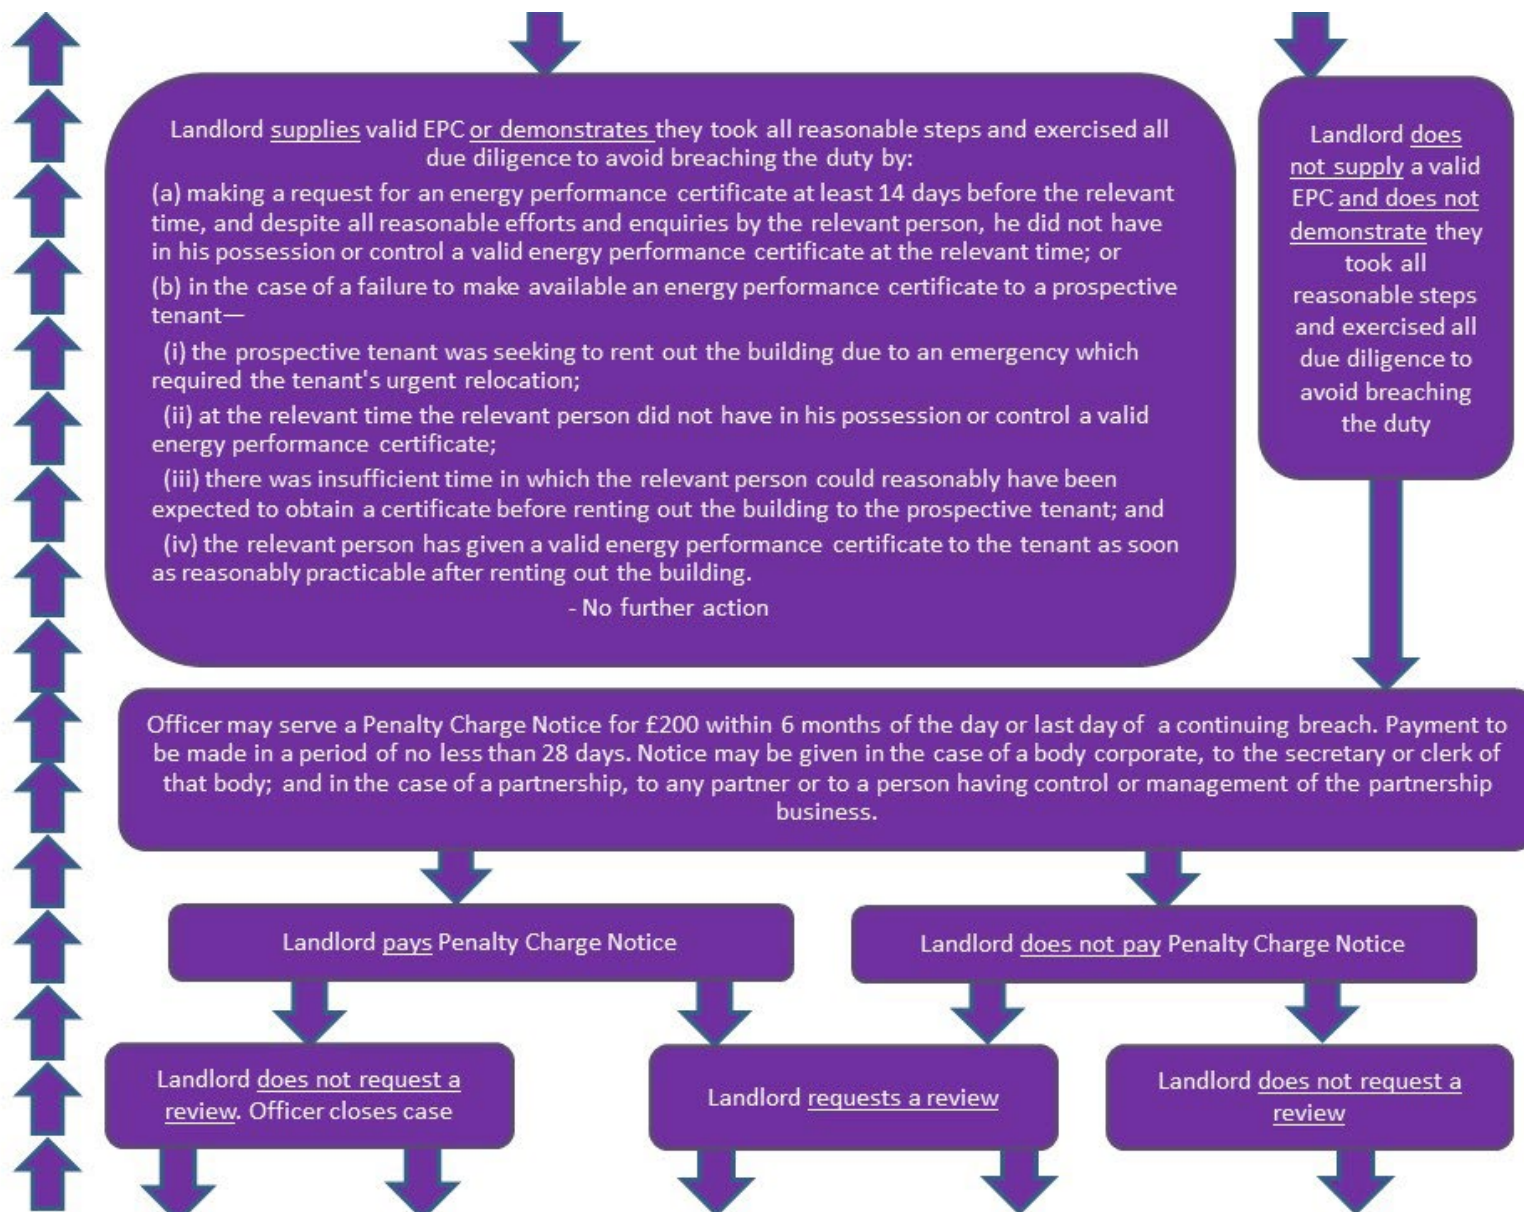 Landlord supplies valid EPC or demonstrates they took all reasonable steps and exercised all
due diligence to avoid breaching the duty by:
(a) making a request for an energy performance certificate at least 14 days before the relevant
time, and despite all reasonable efforts and enquiries by the relevant person, he did not have
in his possession or control a valid energy performance certificate at the relevant time; or
(b) in the case of a failure to make available an energy performance certificate to a prospective
tenant—
(i) the prospective tenant was seeking to rent out the building due to an emergency which
required the tenant's urgent relocation;
(ii) at the relevant time the relevant person did not have in his possession or control a valid
energy performance certificate;
(iii) there was insufficient time in which the relevant person could reasonably have been
expected to obtain a certificate before renting out the building to the prospective tenant; and
(iv) the relevant person has given a valid energy performance certificate to the tenant as soon
as reasonably practicable after renting out the building.
- No further action
Landlord does
not supply a valid
EPC and does not
demonstrate they
took all
reasonable steps
and exercised all
due diligence to
avoid breaching
the duty
Officer may serve a Penalty Charge Notice for £200 within 6 months of the day or last day of a continuing breach. Payment to
be made in a period of no less than 28 days. Notice may be given in the case of a body corporate, to the secretary or clerk of
that body; and in the case of a partnership, to any partner or to a person having control or management of the partnership
business.
Landlord pays Penalty Charge Notice
Landlord does not pay Penalty Charge Notice
Landlord does not request a
review. Officer closes case
Landlord requests a review
Landlord does not request a
review